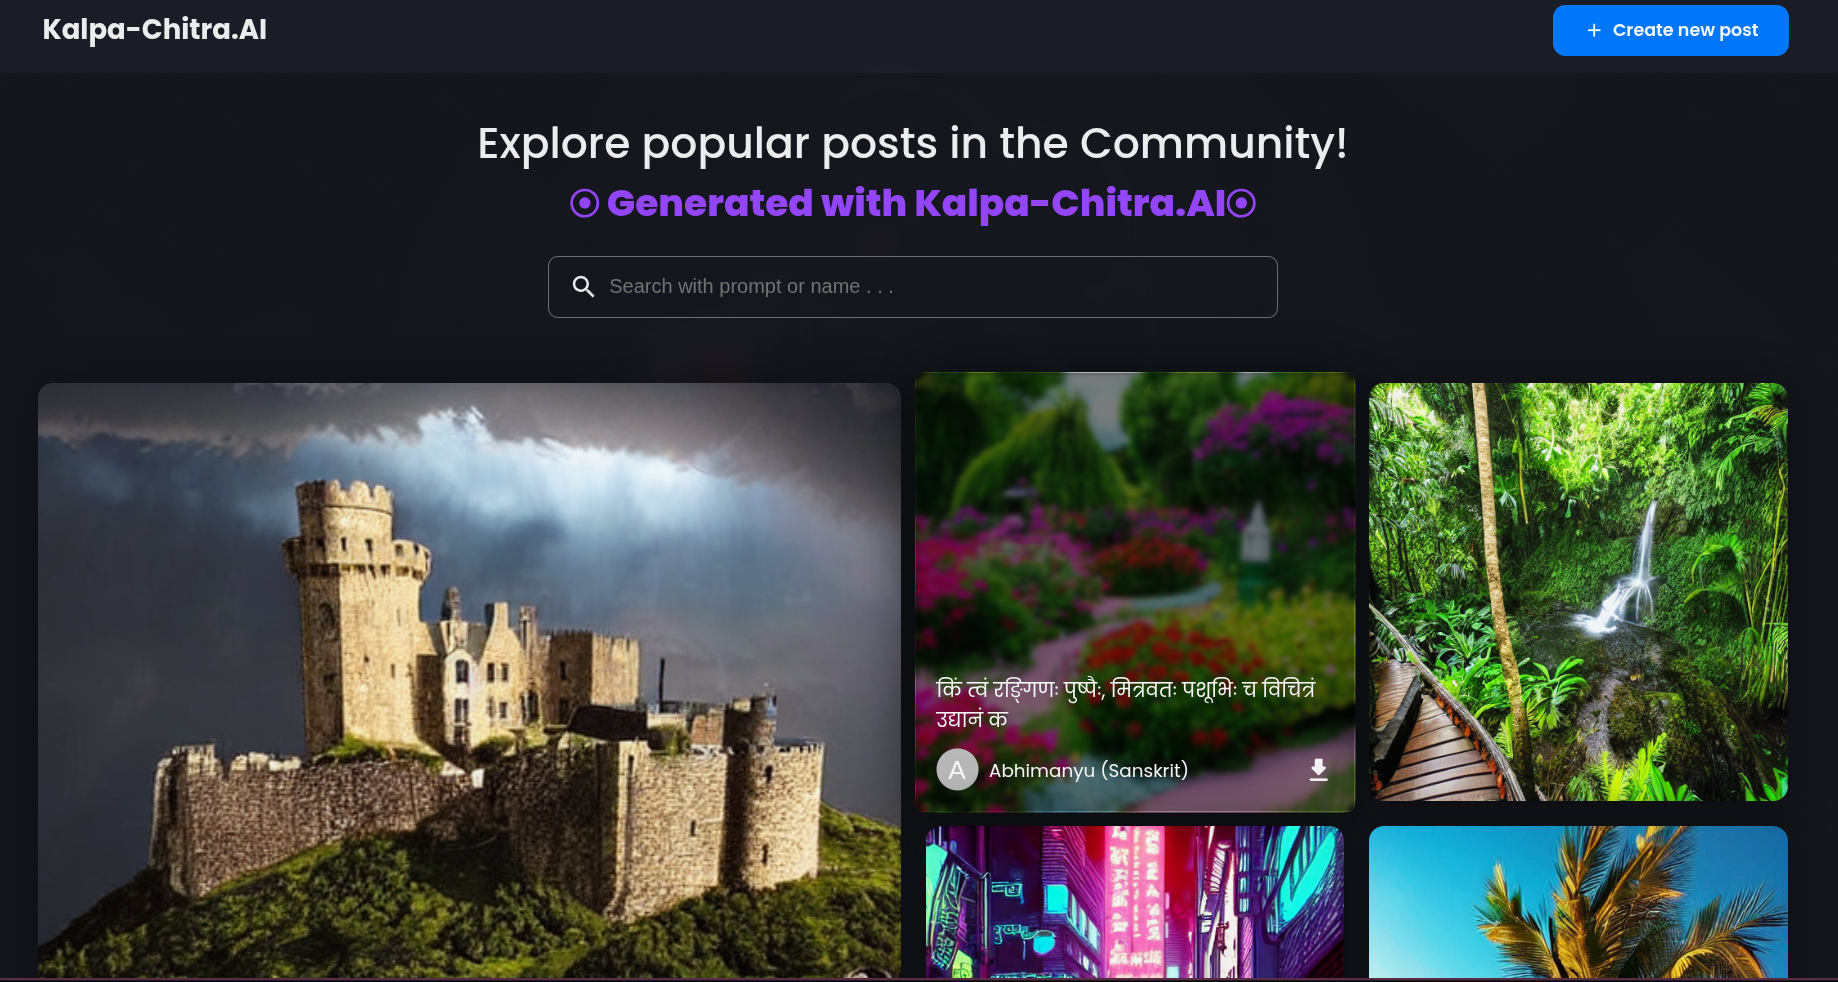 Kalpa-Chitra.AI
+ Create new post
Explore popular posts in the Community!
⦿ Generated with Kalpa-Chitra.AI⦿
Search with prompt or name . . .
किं त्वं रङ्गिणः पुष्पैः, मित्रवतः पशूभिः च विचित्रं
उद्यानं क
A Abhimanyu (Sanskrit)